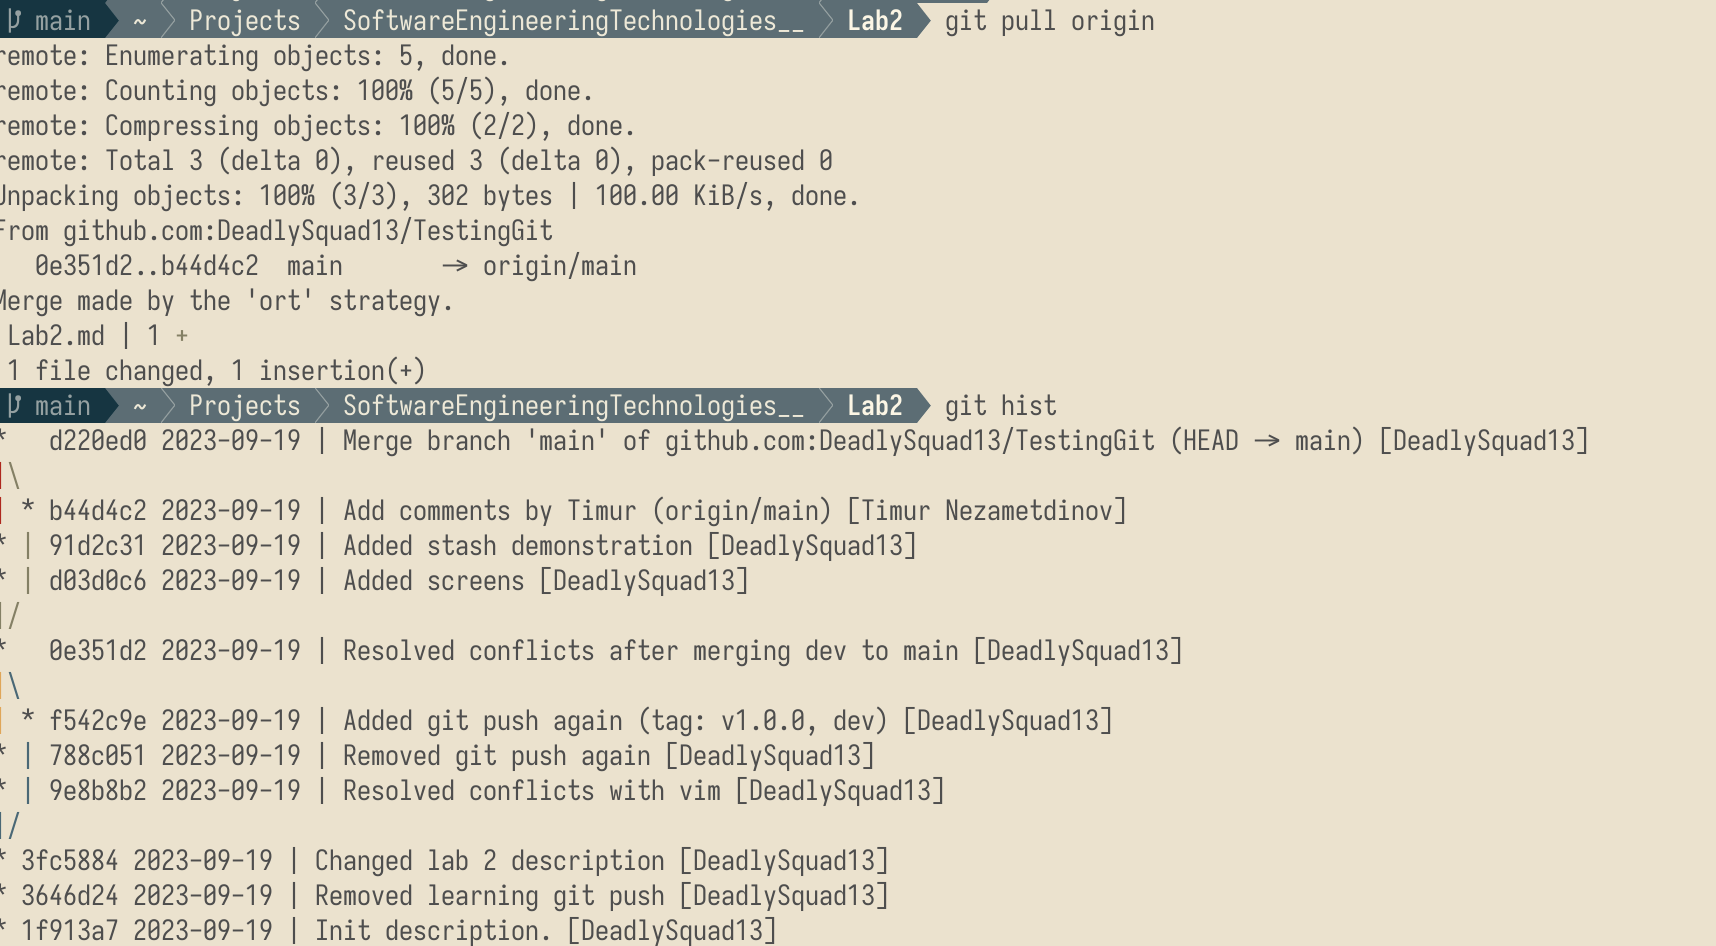 main ~ Projects SoftwareEngineeringTechnologies__ Lab2 git pull origin
remote: Enumerating objects: 5, done.
remote: Counting objects: 100% (5/5), done.
remote: Compressing objects: 100% (2/2), done.
remote: Total 3 (delta 0), reused 3 (delta 0), pack-reused 0
Unpacking objects: 100% (3/3), 302 bytes | 100.00 KiB/s, done.
From github.com:DeadlySquad13/TestingGit
0e351d2..b44d4c2 main -> origin/main
Merge made by the 'ort' strategy.
Lab2.md | 1 +
1 file changed, 1 insertion(+)
main ~ Projects SoftwareEngineeringTechnologies__ Lab2 git hist
*   d220ed0 2023-09-19 | Merge branch 'main' of github.com:DeadlySquad13/TestingGit (HEAD -> main) [DeadlySquad13]
|\
| * b44d4c2 2023-09-19 | Add comments by Timur (origin/main) [Timur Nezametdinov]
* | 91d2c31 2023-09-19 | Added stash demonstration [DeadlySquad13]
* | d03d0c6 2023-09-19 | Added screens [DeadlySquad13]
|/
*   0e351d2 2023-09-19 | Resolved conflicts after merging dev to main [DeadlySquad13]
|\
| * f542c9e 2023-09-19 | Added git push again (tag: v1.0.0, dev) [DeadlySquad13]
* | 788c051 2023-09-19 | Removed git push again [DeadlySquad13]
* | 9e8b8b2 2023-09-19 | Resolved conflicts with vim [DeadlySquad13]
|/
* 3fc5884 2023-09-19 | Changed lab 2 description [DeadlySquad13]
* 3646d24 2023-09-19 | Removed learning git push [DeadlySquad13]
* 1f913a7 2023-09-19 | Init description. [DeadlySquad13]